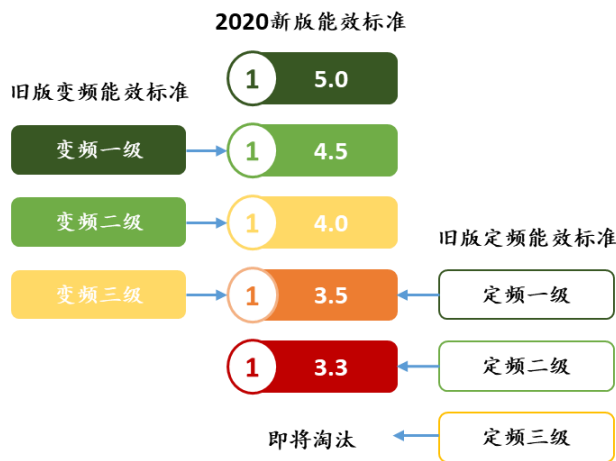 2020新版能效标准
旧版变频能效标准
1 5.0
变频一级
1 4.5
变频二级
1 4.0
旧版定频能效标准
变频三级
1 3.5
定频一级
1 3.3
定频二级
即将淘汰
定频三级